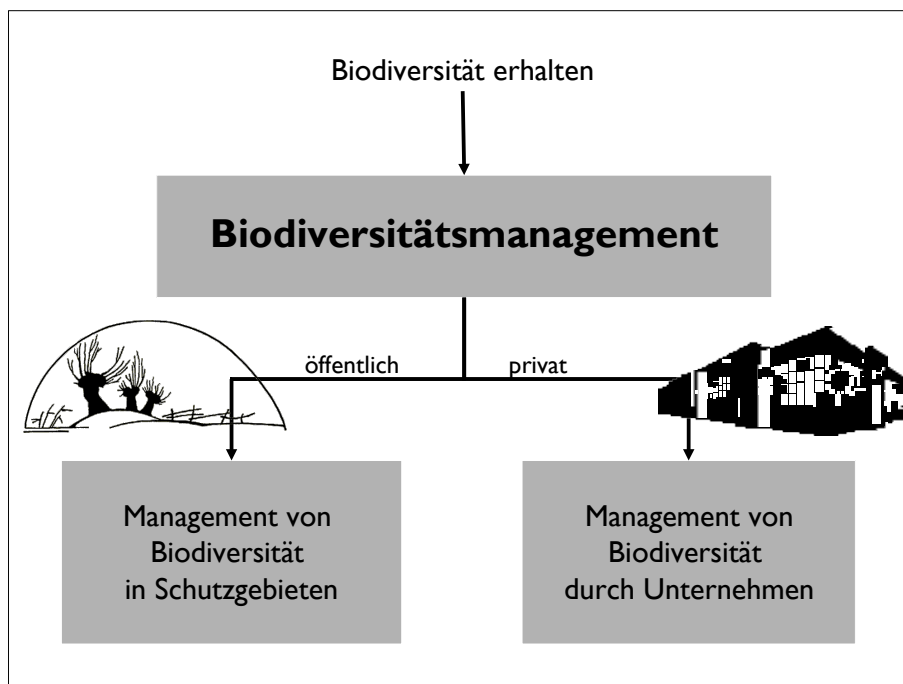 Biodiversität erhalten
Biodiversitätsmanagement
öffentlich
privat
Management von
Biodiversität
in Schutzgebieten
Management von
Biodiversität
durch Unternehmen